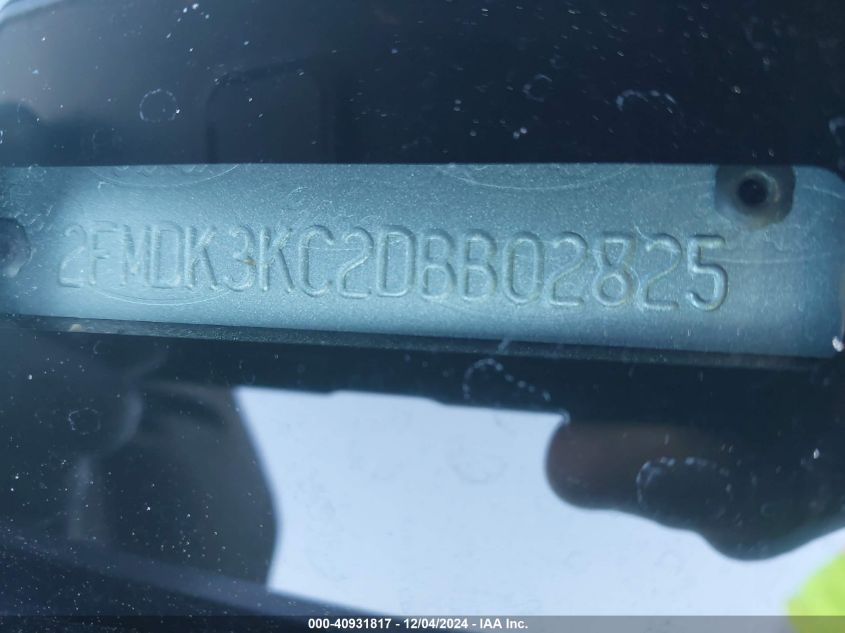 2FMDK3KC2DBB02825
000-40931817 - 12/04/2024 - IAA Inc.